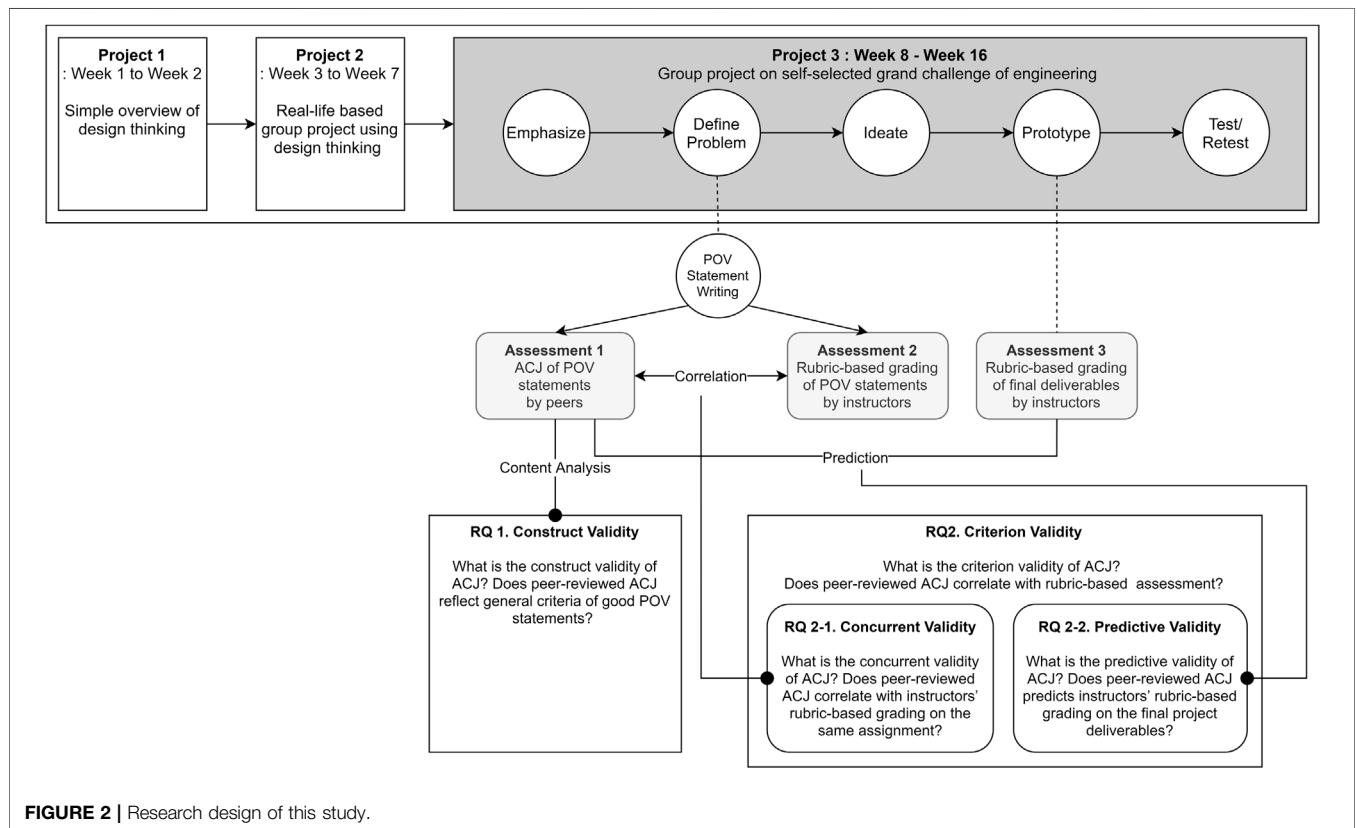 Project 1
: Week 1 to Week 2
Simple overview of
design thinking
Project 2
: Week 3 to Week 7
Real-life based
group project using
design thinking
Project 3 : Week 8 - Week 16
Group project on self-selected grand challenge of engineering
Emphasize
Define
Problem
Ideate
Prototype
Test/
Retest
POV
Statement
Writing
Assessment 1
ACJ of POV
statements
by peers
Correlation
Assessment 2
Rubric-based grading
of POV statements
by instructors
Assessment 3
Rubric-based grading
of final deliverables
by instructors
Content Analysis
Prediction
RQ 1. Construct Validity
What is the construct validity of
ACJ? Does peer-reviewed ACJ
reflect general criteria of good POV
statements?
RQ2. Criterion Validity
What is the criterion validity of ACJ?
Does peer-reviewed ACJ correlate with rubric-based assessment?
RQ 2-1. Concurrent Validity
What is the concurrent validity
of ACJ? Does peer-reviewed
ACJ correlate with instructors’
rubric-based grading on the
same assignment?
RQ 2-2. Predictive Validity
What is the predictive validity of
ACJ? Does peer-reviewed ACJ
predicts instructors’ rubric-based
grading on the final project
deliverables?
FIGURE 2 | Research design of this study.